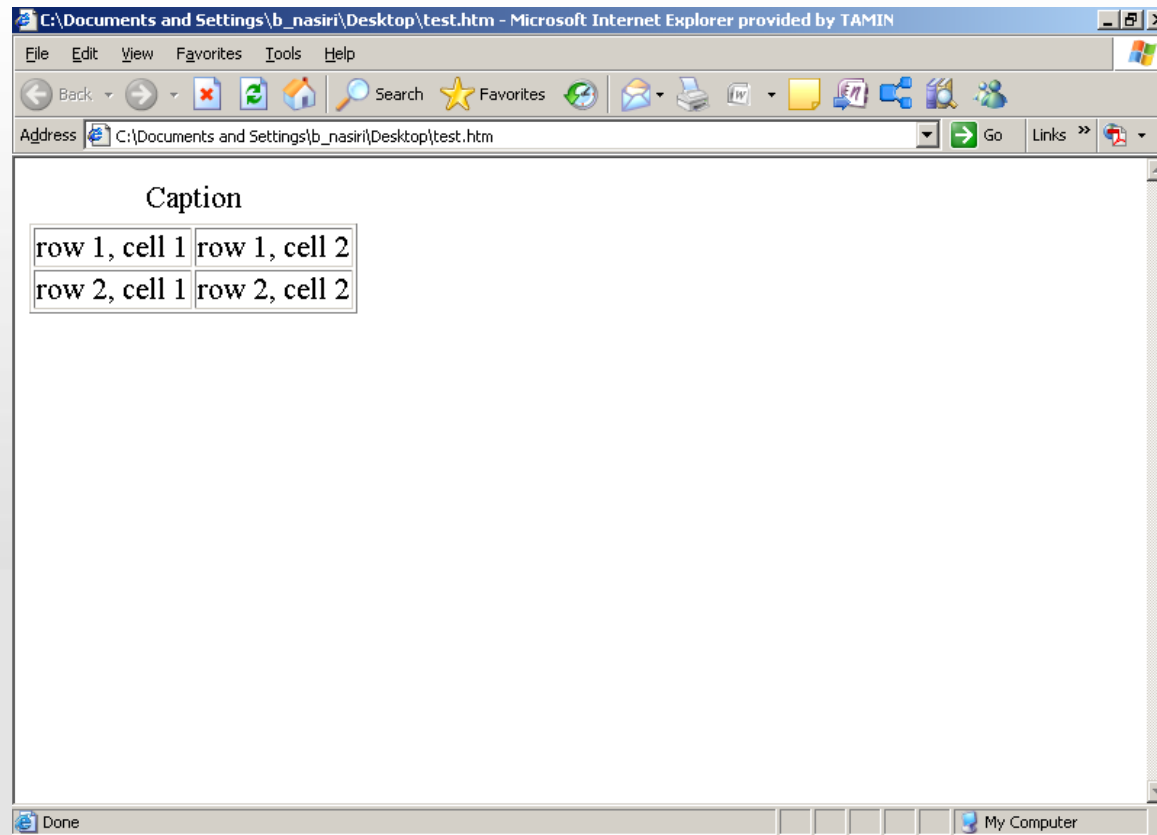 C:\Documents and Settings\b_nasiri\Desktop\test.htm - Microsoft Internet Explorer provided by TAMIN
File Edit View Favorites Tools Help
Back Search Favorites
Address C:\Documents and Settings\b_nasiri\Desktop\test.htm Go Links »
Caption
row 1, cell 1 row 1, cell 2
row 2, cell 1 row 2, cell 2
Done My Computer